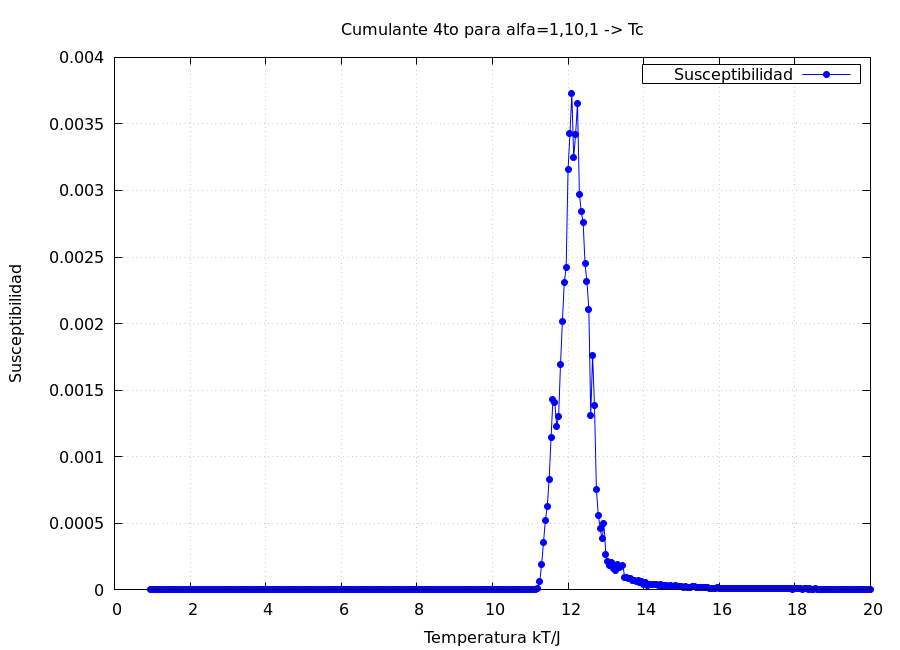 Cumulante 4to para alfa=1,10,1 -> Tc
Susceptibilidad
0.004
0.0035
0.003
0.0025
0.002
0.0015
0.001
0.0005
0
Susceptibilidad
0 2 4 6 8 10 12 14 16 18 20
Temperatura kT/J